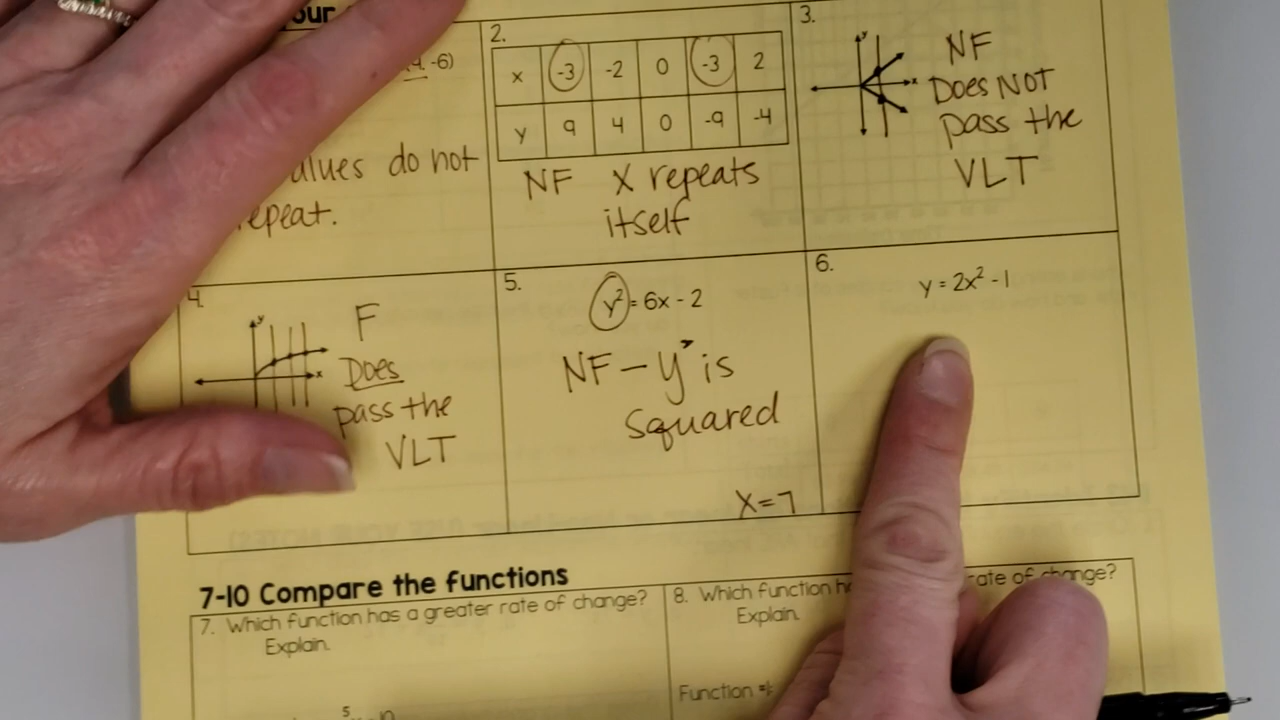 our
-6)
alues do not
epeat.
2.
x -3 -2 0 -3 2
y 9 4 0 -9 -4
NF X repeats
itself
3.
y
x
NF
Does NOT
pass the
VLT
4.
y
x
F
Does
pass the
VLT
5.
y² = 6x - 2
NF - y is
squared
x = 7
6.
y = 2x² - 1
7-10 Compare the functions
7. Which function has a greater rate of change?
Explain.
8. Which function h rate of change?
Explain.
Function #1: